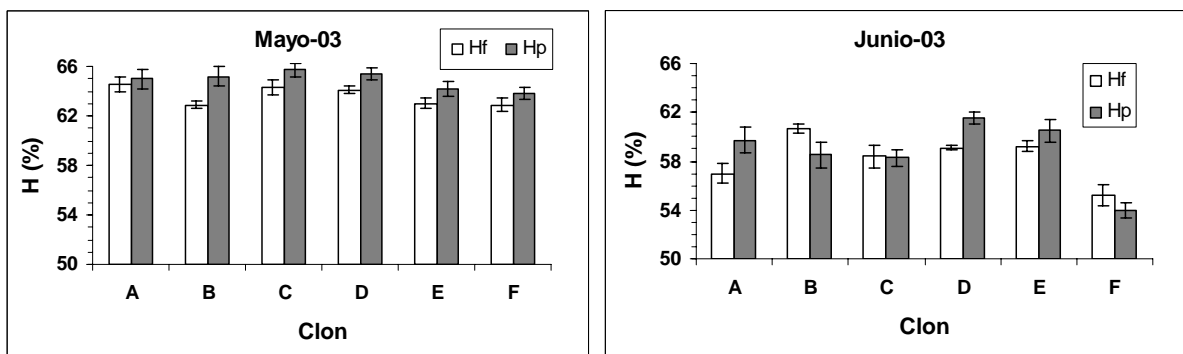 Mayo-03
Hf Hp
66
62
58
54
50
H (%)
A B C D E F
Clon
Junio-03
Hf
Hp
66
62
58
54
50
H (%)
A B C D E F
Clon